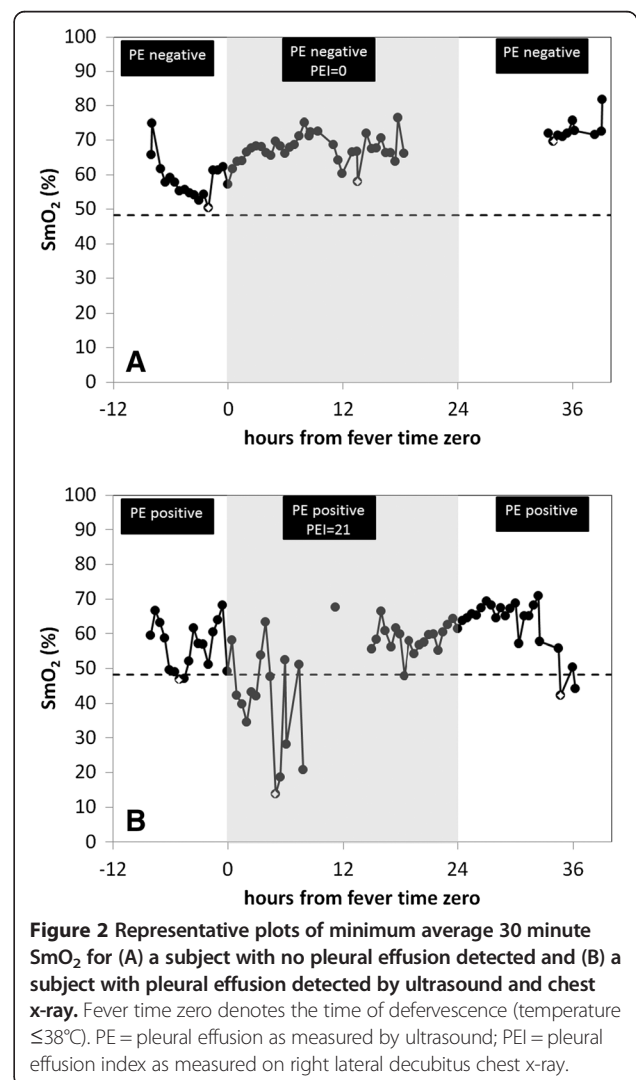 100
90
80
70
60
50
40
30
20
10
0
SmO2 (%)
PE negative
PE negative
PEI=0
PE negative
A
-12 0 12 24 36
hours from fever time zero
100
90
80
70
60
50
40
30
20
10
0
SmO2 (%)
PE positive
PE positive
PEI=21
PE positive
B
-12 0 12 24 36
hours from fever time zero
Figure 2 Representative plots of minimum average 30 minute
SmO2 for (A) a subject with no pleural effusion detected and (B) a
subject with pleural effusion detected by ultrasound and chest
x-ray. Fever time zero denotes the time of defervescence (temperature
≤38°C). PE = pleural effusion as measured by ultrasound; PEI = pleural
effusion index as measured on right lateral decubitus chest x-ray.